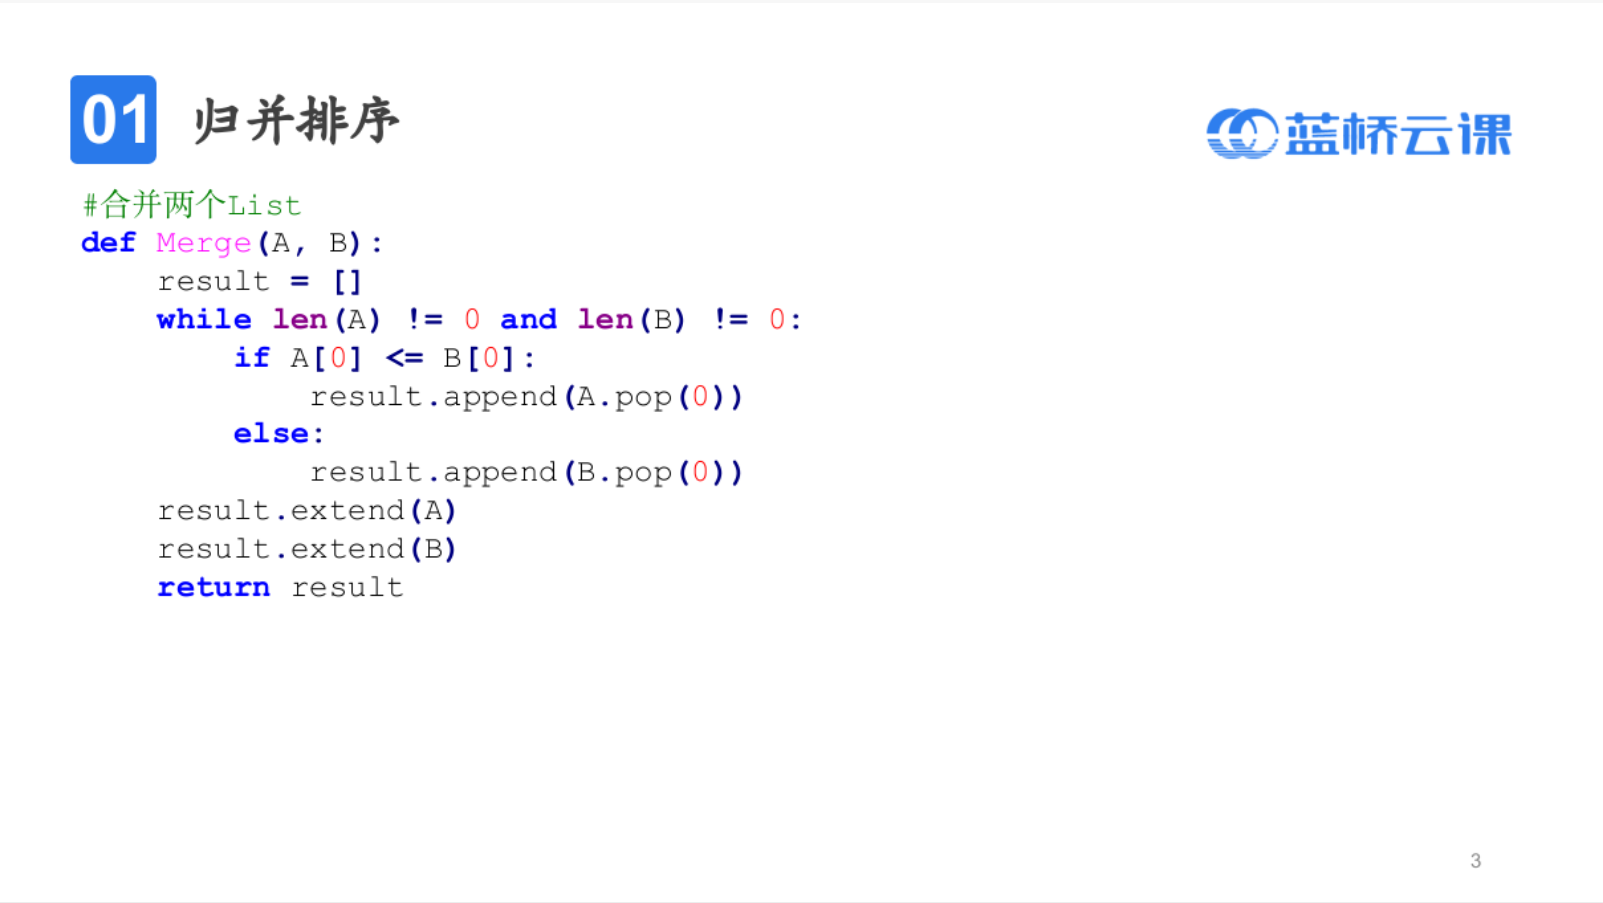 01 归并排序
蓝桥云课
#合并两个List
def Merge(A, B):
    result = []
    while len(A) != 0 and len(B) != 0:
        if A[0] <= B[0]:
            result.append(A.pop(0))
        else:
            result.append(B.pop(0))
    result.extend(A)
    result.extend(B)
    return result
3